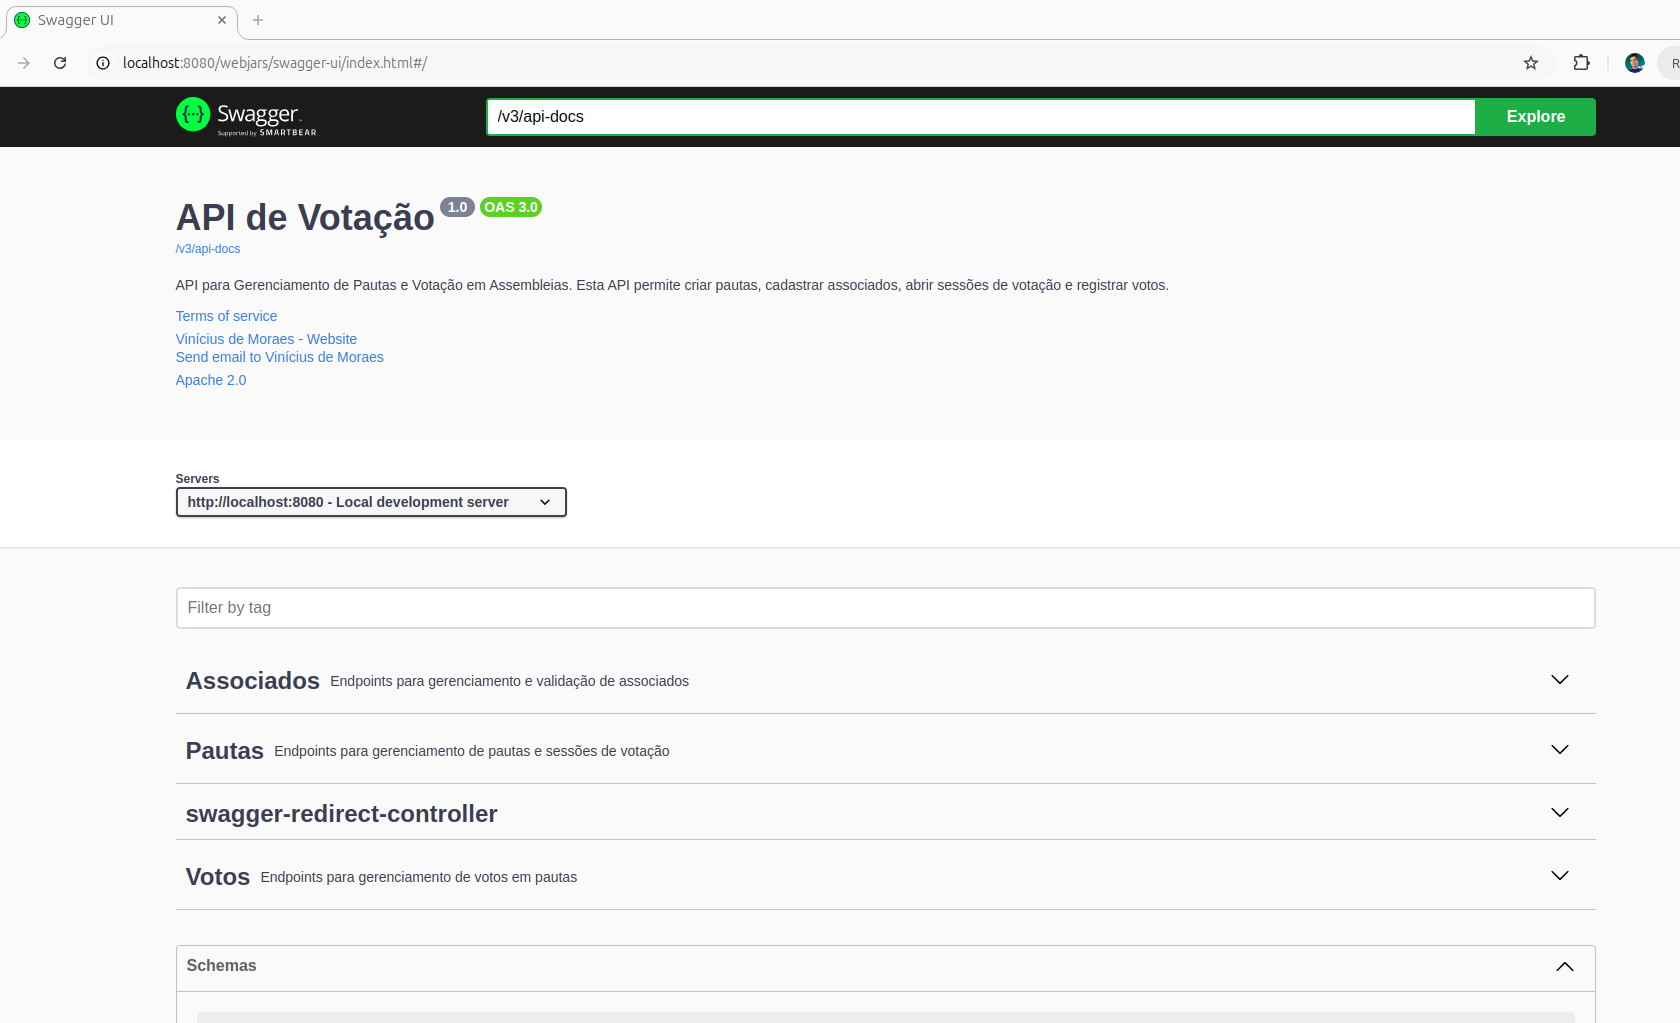 Swagger UI
localhost:8080/webjars/swagger-ui/index.html#/
R
Swagger
Supported by SMARTBEAR
/v3/api-docs
Explore
API de Votação 1.0 OAS 3.0
/v3/api-docs
API para Gerenciamento de Pautas e Votação em Assembleias. Esta API permite criar pautas, cadastrar associados, abrir sessões de votação e registrar votos.
Terms of service
Vinícius de Moraes - Website
Send email to Vinícius de Moraes
Apache 2.0
Servers
http://localhost:8080 - Local development server
Filter by tag
Associados Endpoints para gerenciamento e validação de associados
Pautas Endpoints para gerenciamento de pautas e sessões de votação
swagger-redirect-controller
Votos Endpoints para gerenciamento de votos em pautas
Schemas